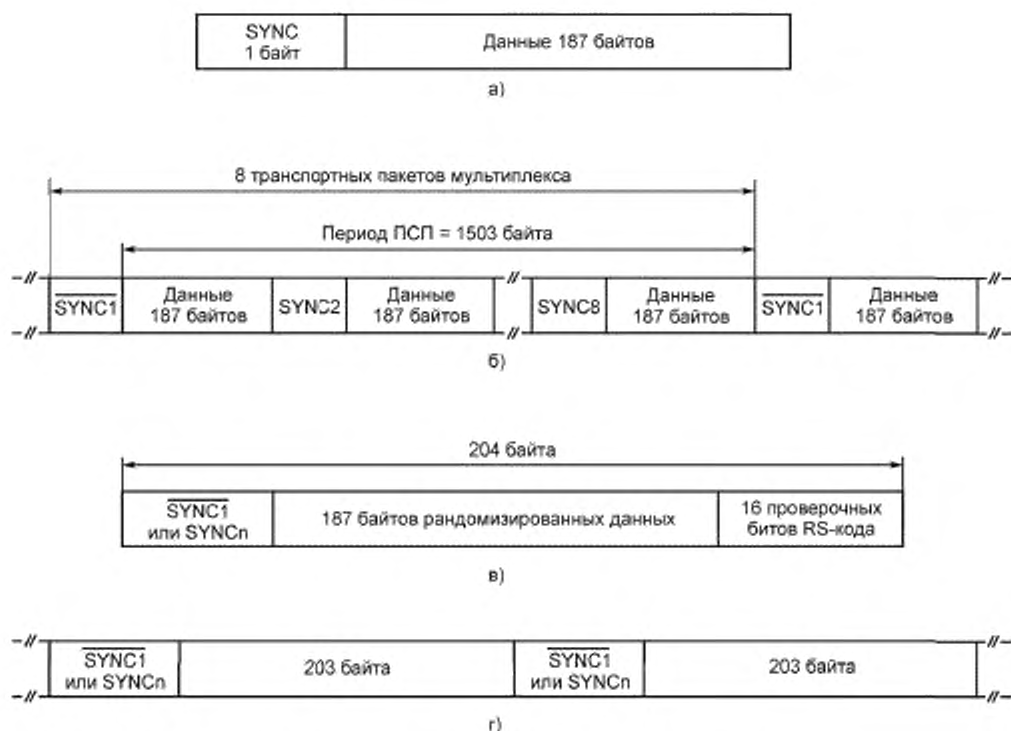 SYNC
1 байт
Данные 187 байтов
а)
8 транспортных пакетов мультиплекса
Период ПСП = 1503 байта
SYNC1
Данные
187 байтов
SYNC2
Данные
187 байтов
SYNC8
Данные
187 байтов
SYNC1
Данные
187 байтов
б)
204 байта
SYNC1
или SYNCn
187 байтов рандомизированных данных
16 проверочных
битов RS-кода
в)
SYNC1
или SYNCn
203 байта
SYNC1
или SYNCn
203 байта
г)